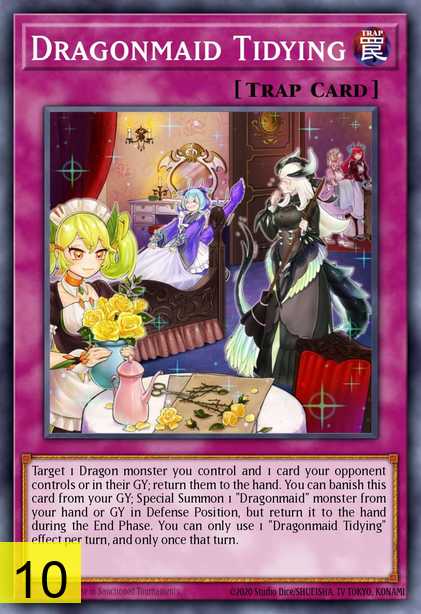 DRAGONMAID TIDYING
TRAP
罠
[TRAP CARD]
Target 1 Dragon monster you control and 1 card your opponent
controls or in their GY; return them to the hand. You can banish this
card from your GY; Special Summon 1 "Dragonmaid" monster from
your hand or GY in Defense Position, but return it to the hand
during the End Phase. You can only use 1 "Dragonmaid Tidying"
effect per turn, and only once that turn.
10
in Sanctioned Tournaments
©2020 Studio Dice/SHUEISHA, TV TOKYO, KONAMI